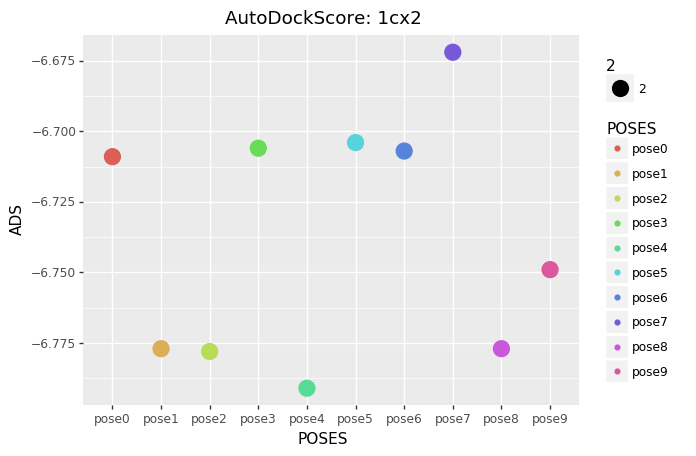 AutoDockScore: 1cx2
ADS
−6.675
−6.700
−6.725
−6.750
−6.775
pose0 pose1 pose2 pose3 pose4 pose5 pose6 pose7 pose8 pose9
POSES
2
2
POSES
pose0
pose1
pose2
pose3
pose4
pose5
pose6
pose7
pose8
pose9